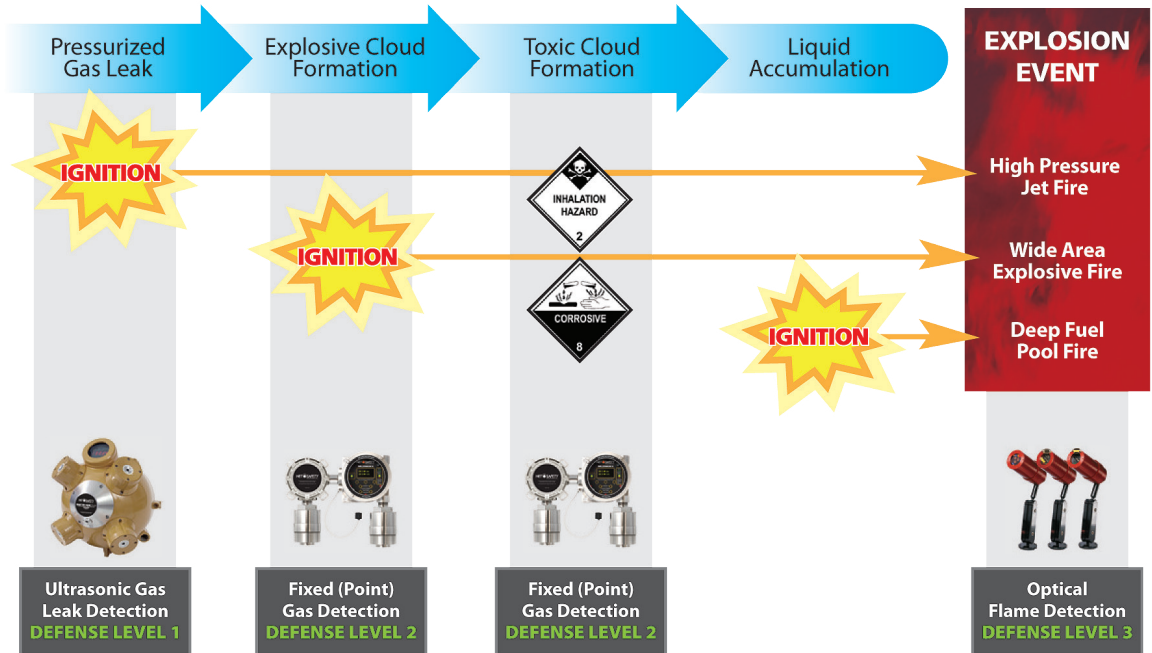 Pressurized
Gas Leak
Explosive Cloud
Formation
Toxic Cloud
Formation
Liquid
Accumulation
EXPLOSION
EVENT
IGNITION
High Pressure
Jet Fire
INHALATION
HAZARD
2
IGNITION
Wide Area
Explosive Fire
CORROSIVE
8
IGNITION
Deep Fuel
Pool Fire
Ultrasonic Gas
Leak Detection
DEFENSE LEVEL 1
Fixed (Point)
Gas Detection
DEFENSE LEVEL 2
Fixed (Point)
Gas Detection
DEFENSE LEVEL 2
Optical
Flame Detection
DEFENSE LEVEL 3